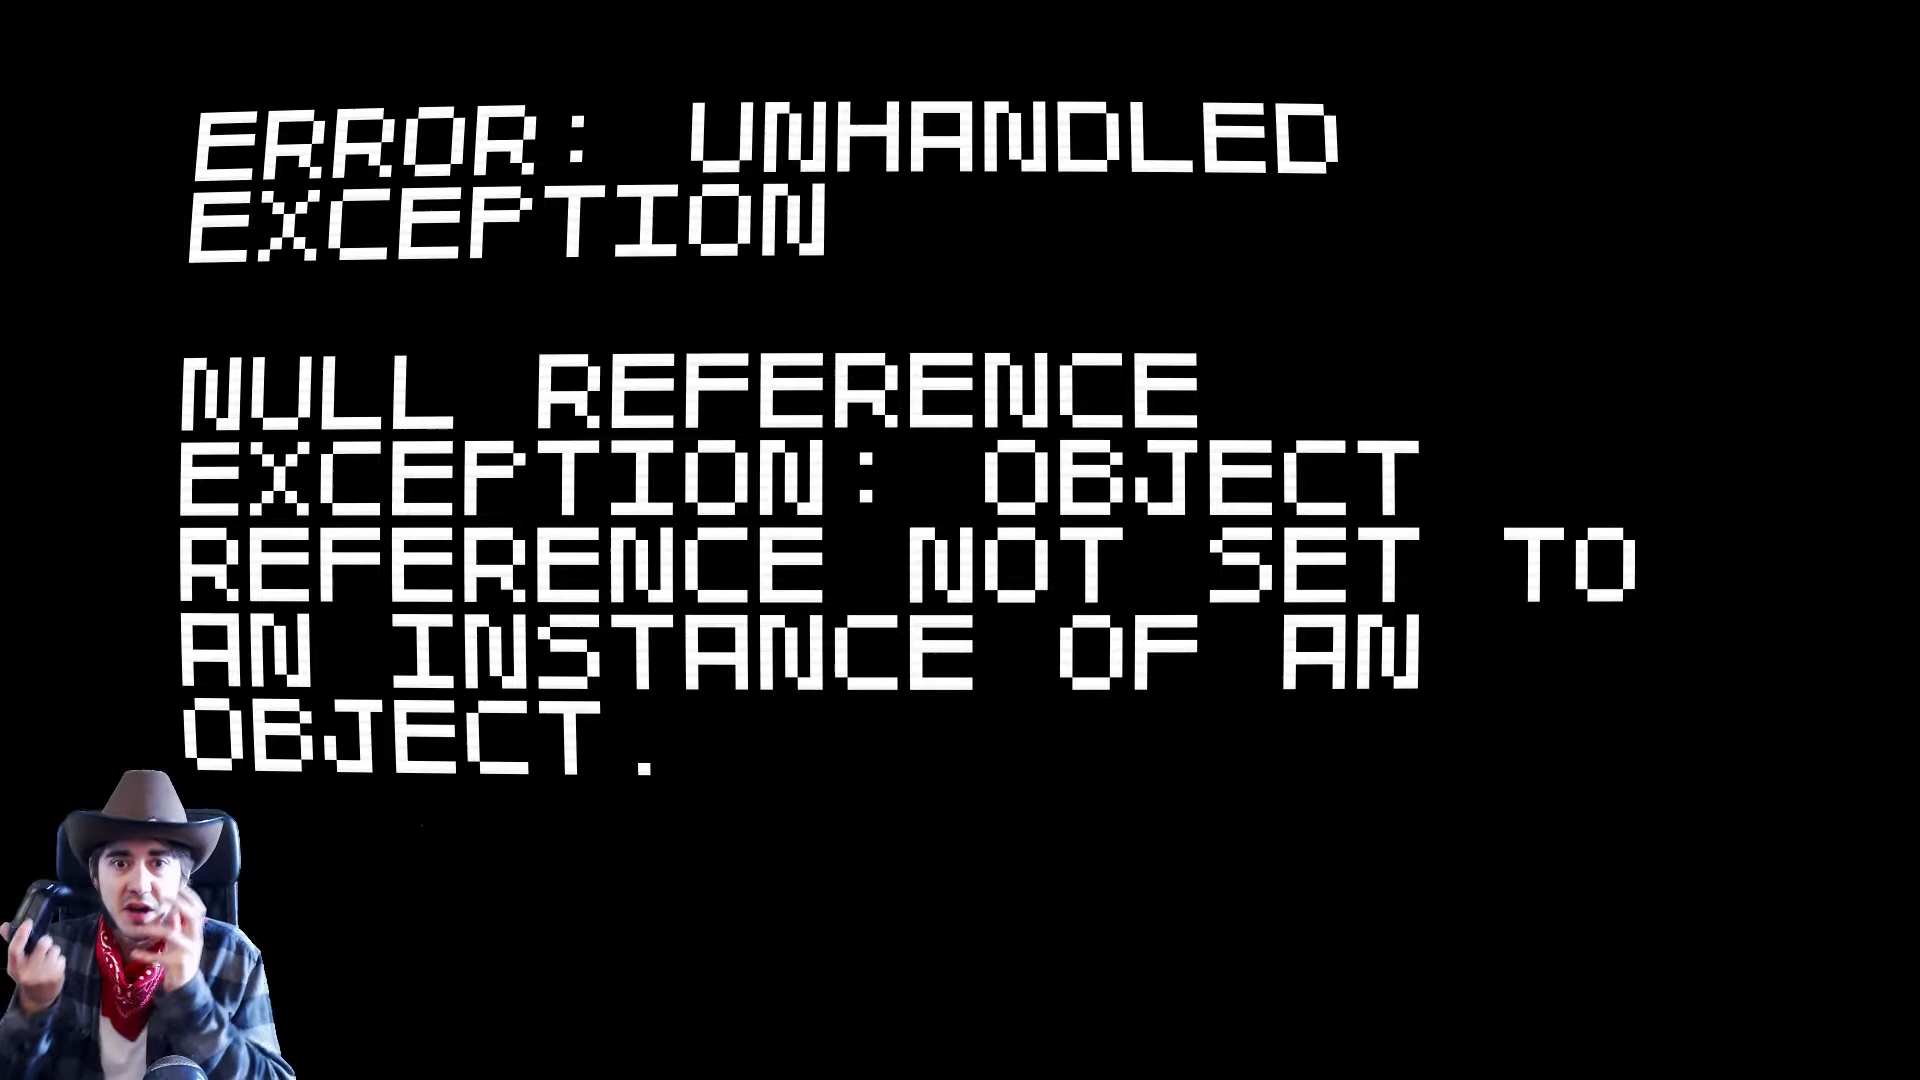 ERROR: UNHANDLED
EXCEPTION
NULL REFERENCE
EXCEPTION: OBJECT
REFERENCE NOT SET TO
AN INSTANCE OF AN
OBJECT.